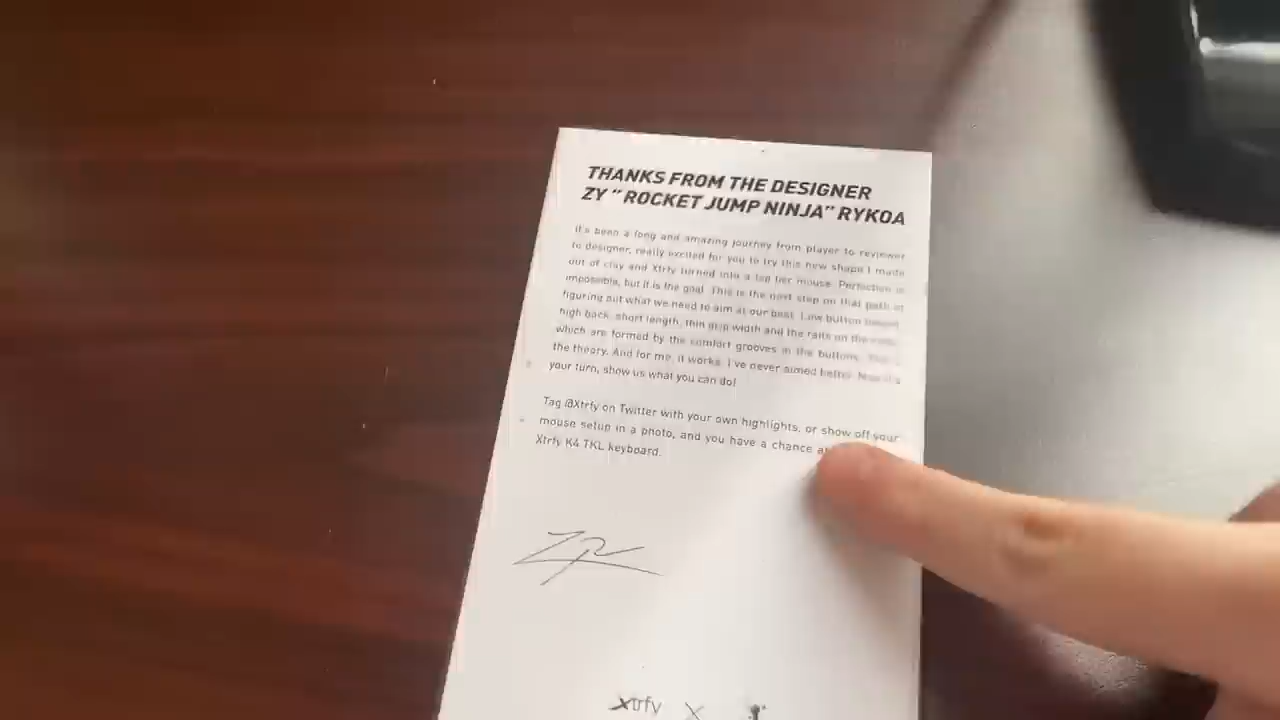 THANKS FROM THE DESIGNER
ZY "ROCKET JUMP NINJA" RYKOA
It's been a long and amazing journey from player to reviewer
to designer, really excited for you to try this new shape I made
out of clay and Xtrfy turned into a top tier mouse. Perfection is
impossible, but it is the goal. This is the next step on that path of
figuring out what we need to aim at our best. Low button
high back, short length, thin grip width and the rails on the
which are formed by the comfort grooves in the buttons.
the theory. And for me, it works. I've never aimed better. Now it's
your turn, show us what you can do!
Tag @Xtrfy on Twitter with your own highlights, or show off your
mouse setup in a photo, and you have a chance
Xtrfy K4 TKL keyboard.
ZR
xtrfy X